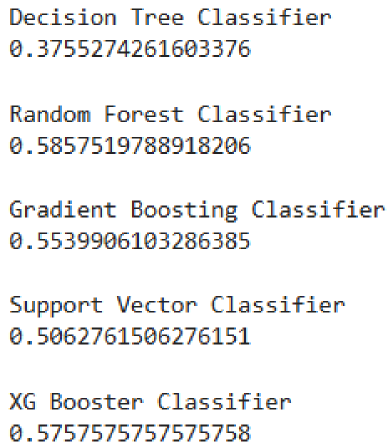 Decision Tree Classifier
0.3755274261603376
Random Forest Classifier
0.5857519788918206
Gradient Boosting Classifier
0.5539906103286385
Support Vector Classifier
0.5062761506276151
XG Booster Classifier
0.5757575757575758